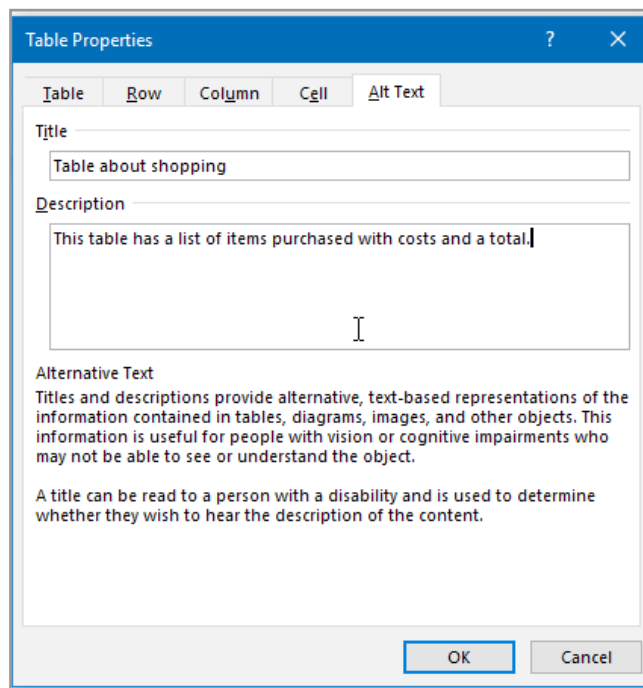 Table Properties ? ×
Table Row Column Cell Alt Text
Title
Table about shopping
Description
This table has a list of items purchased with costs and a total.
Alternative Text
Titles and descriptions provide alternative, text-based representations of the
information contained in tables, diagrams, images, and other objects. This
information is useful for people with vision or cognitive impairments who
may not be able to see or understand the object.
A title can be read to a person with a disability and is used to determine
whether they wish to hear the description of the content.
OK Cancel